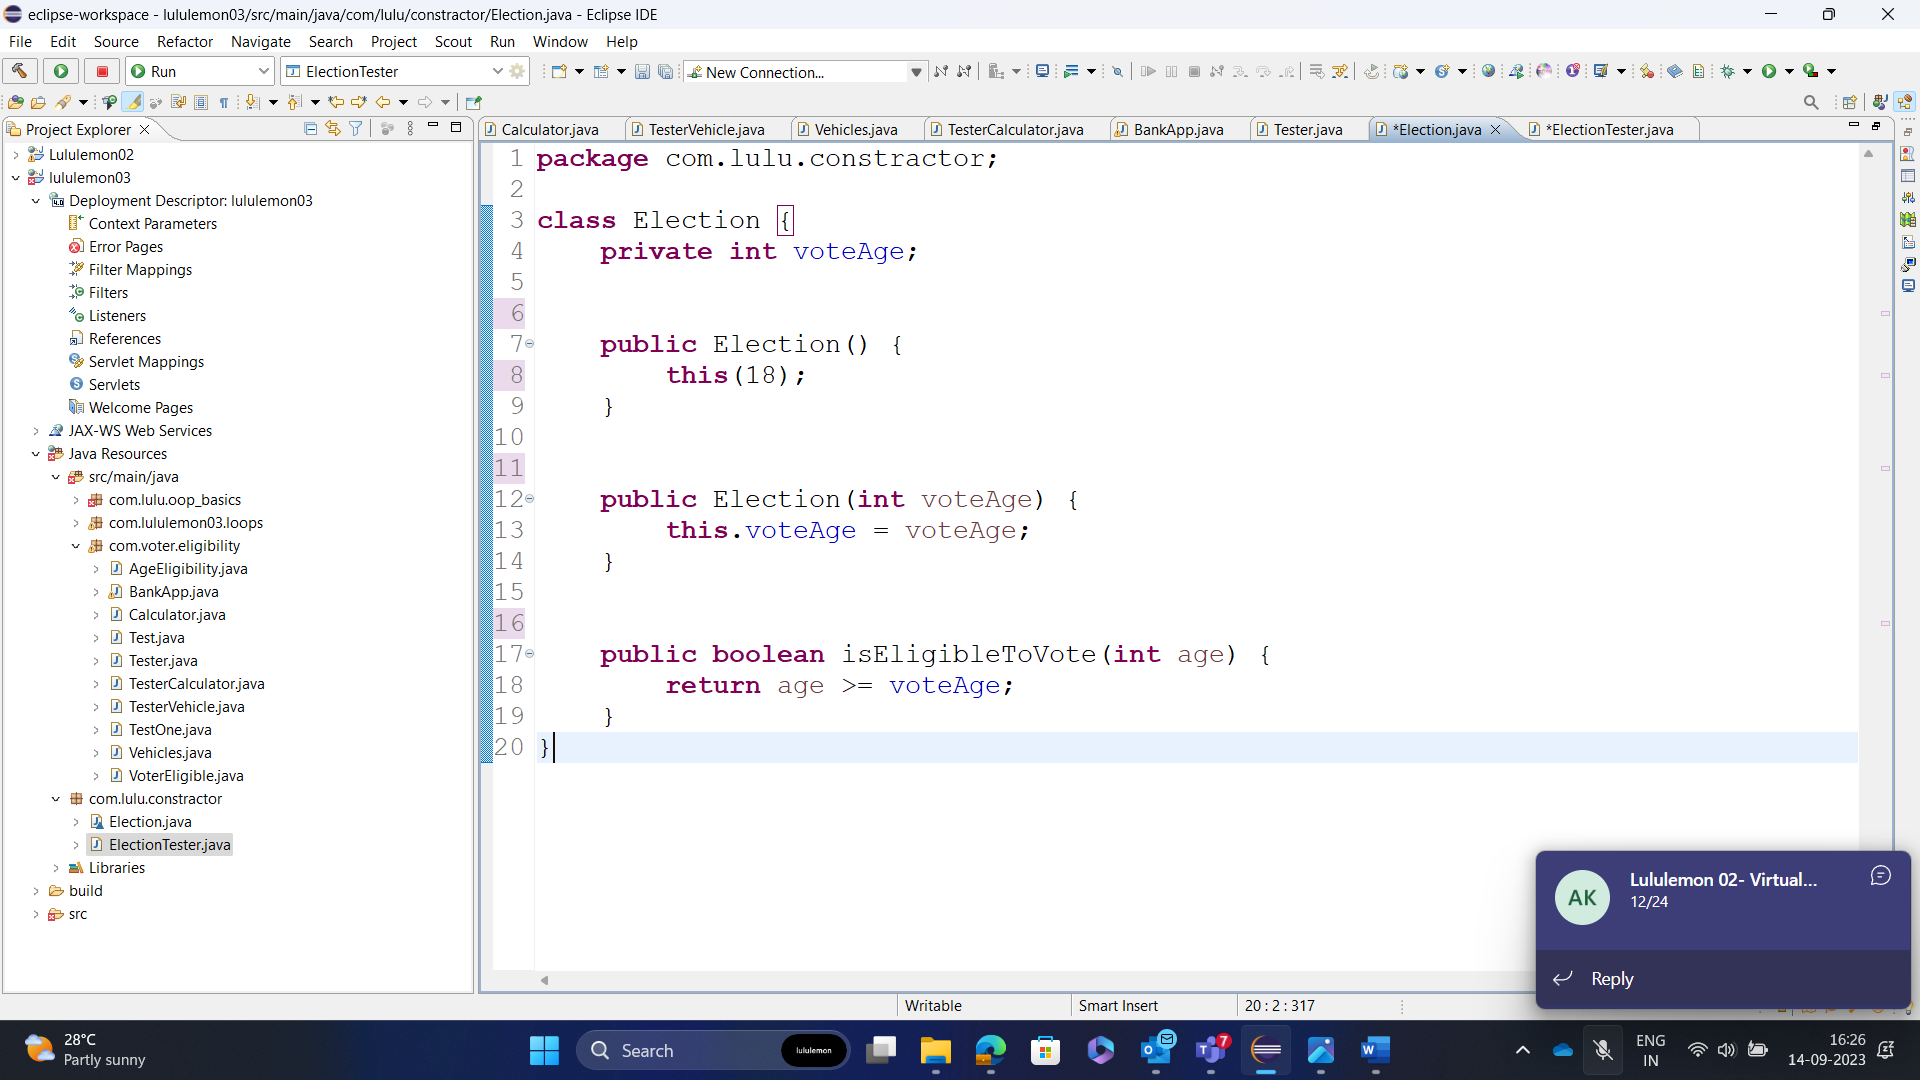 eclipse-workspace - lululemon03/src/main/java/com/lulu/constractor/Election.java - Eclipse IDE
File Edit Source Refactor Navigate Search Project Scout Run Window Help
Run ElectionTester New Connection...
Project Explorer
Lululemon02
lululemon03
Deployment Descriptor: lululemon03
Context Parameters
Error Pages
Filter Mappings
Filters
Listeners
References
Servlet Mappings
Servlets
Welcome Pages
JAX-WS Web Services
Java Resources
src/main/java
com.lulu.oop_basics
com.lululemon03.loops
com.voter.eligibility
AgeEligibility.java
BankApp.java
Calculator.java
Test.java
Tester.java
TesterCalculator.java
TesterVehicle.java
TestOne.java
Vehicles.java
VoterEligible.java
com.lulu.constractor
Election.java
ElectionTester.java
Libraries
build
src
Calculator.java TesterVehicle.java Vehicles.java TesterCalculator.java BankApp.java Tester.java *Election.java *ElectionTester.java
1 package com.lulu.constractor;
2
3 class Election {
4 private int voteAge;
5
6
7 public Election() {
8 this(18);
9 }
10
11
12 public Election(int voteAge) {
13 this.voteAge = voteAge;
14 }
15
16
17 public boolean isEligibleToVote(int age) {
18 return age >= voteAge;
19 }
20 }
AK
Lululemon 02- Virtual...
12/24
Reply
Writable Smart Insert 20 : 2 : 317
28°C
Partly sunny
Search
lululemon
7
ENG
IN
16:26
14-09-2023